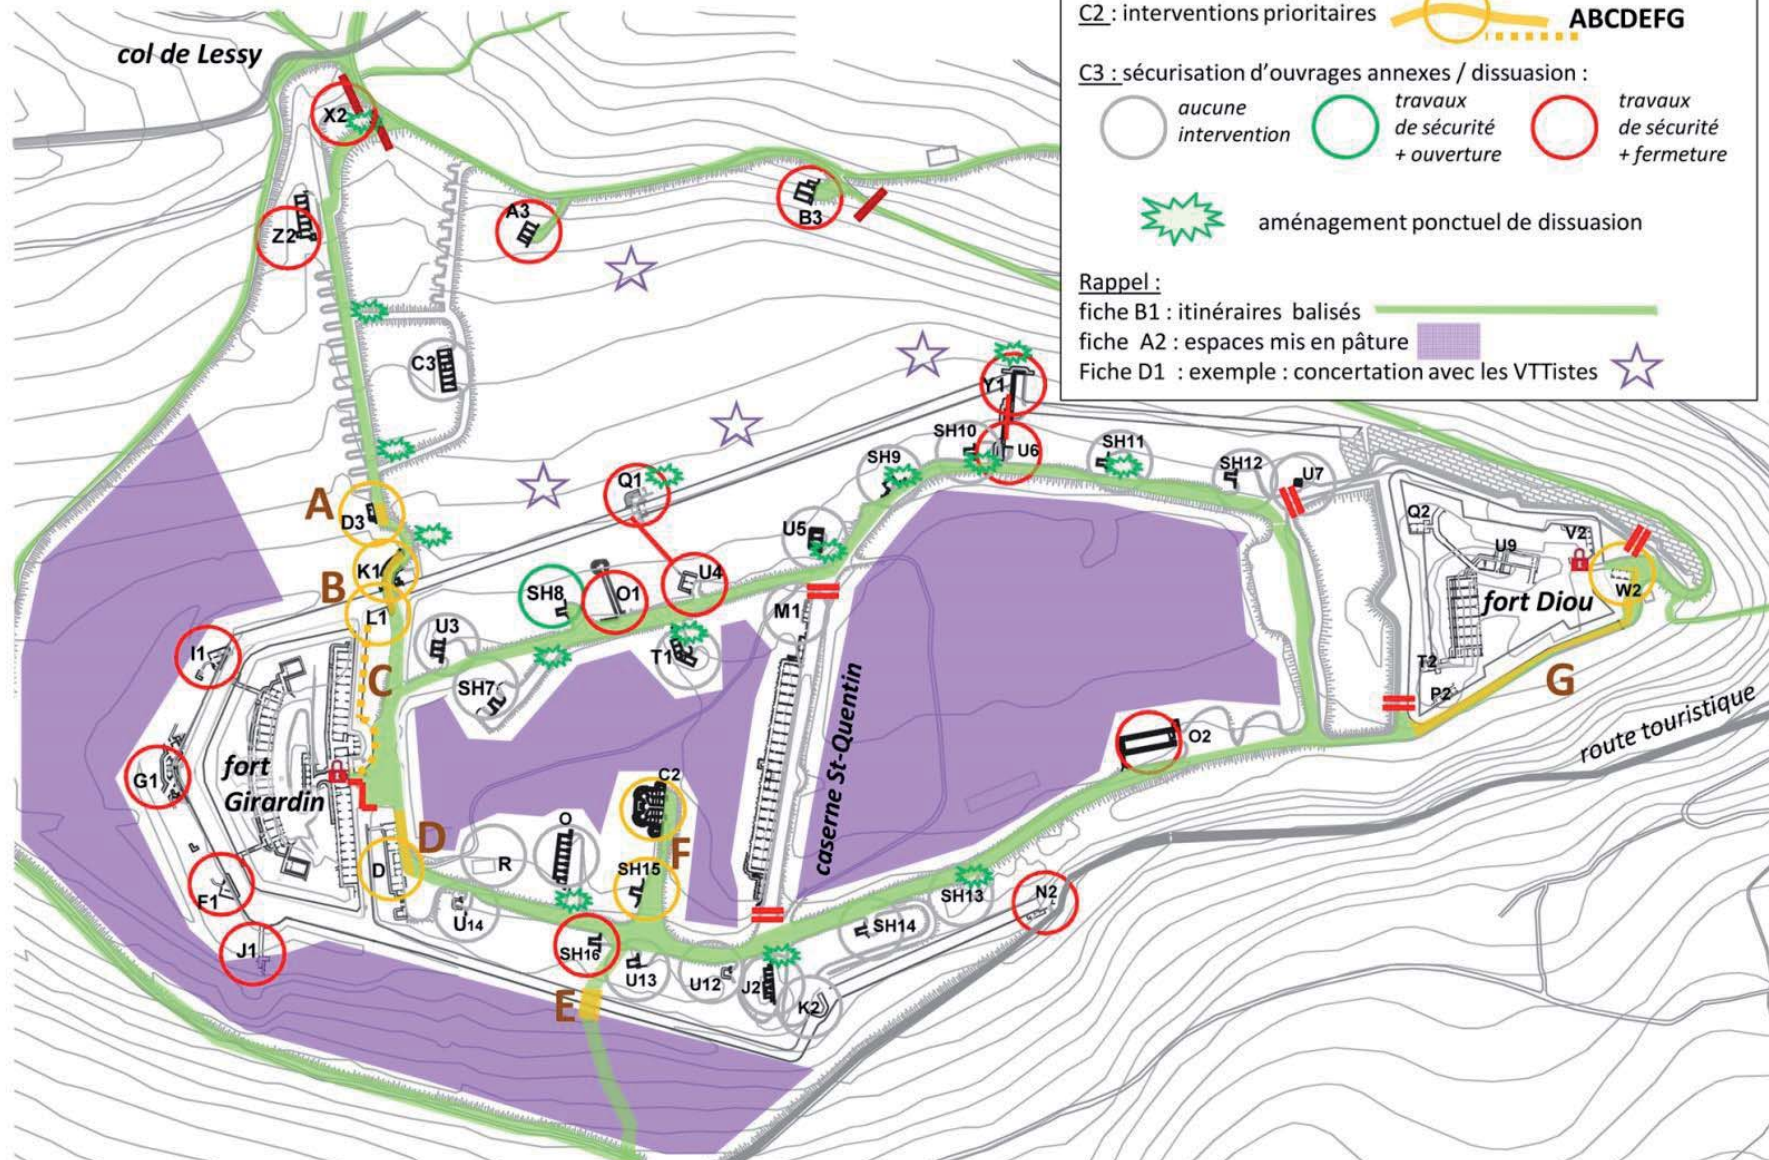 C2 : interventions prioritaires ABCDEFG
C3 : sécurisation d'ouvrages annexes / dissuasion :
aucune
intervention
travaux
de sécurité
+ ouverture
travaux
de sécurité
+ fermeture
aménagement ponctuel de dissuasion
Rappel :
fiche B1 : itinéraires balisés
fiche A2 : espaces mis en pâture
Fiche D1 : exemple : concertation avec les VTTistes
col de Lessy
X2
Z2
A3
B3
C3
Y1
SH10
U6
SH11
SH9
SH12
U7
Q1
A
D3
U5
Q2
V2
U9
K1
B
L1
SH8
O1
U4
M1
W2
fort Diou
I1
U3
T1
C
SH7
T2
P2
G
caserne St-Quentin
route touristique
O2
G1
fort
Girardin
C2
O
D
D
R
SH15
F
F1
U14
SH13
N2
SH14
J1
SH16
U13
U12
J2
K2
E